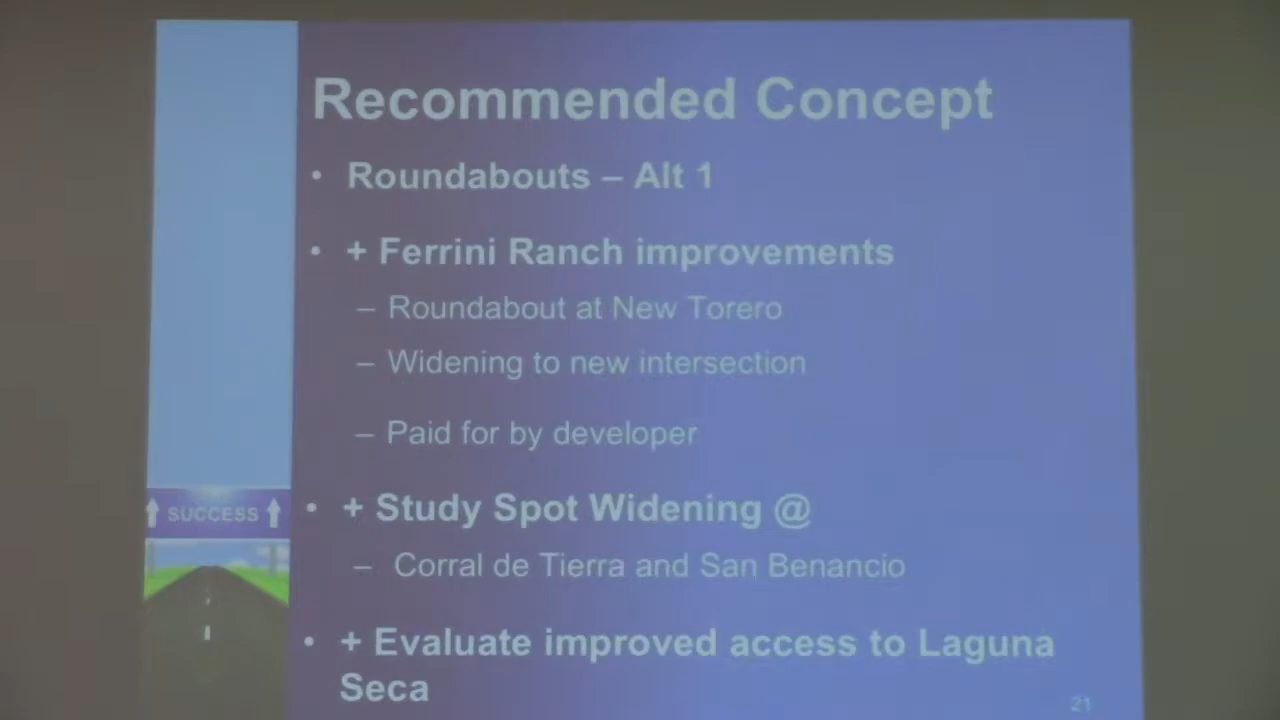 Recommended Concept
• Roundabouts – Alt 1
• + Ferrini Ranch improvements
– Roundabout at New Torero
– Widening to new intersection
– Paid for by developer
• + Study Spot Widening @
– Corral de Tierra and San Benancio
• + Evaluate improved access to Laguna
Seca
SUCCESS
21